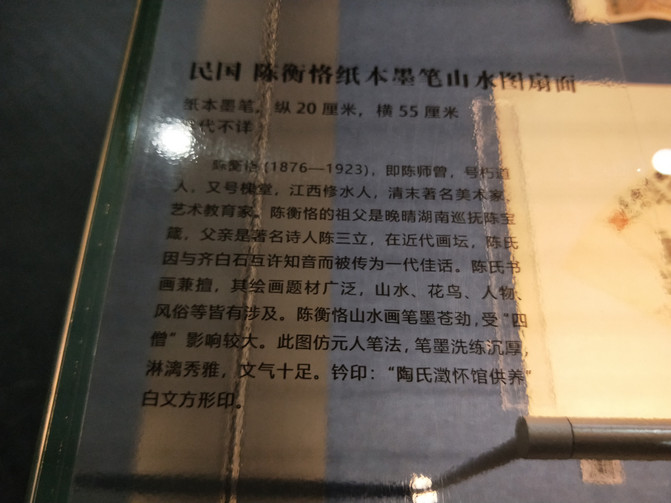 民国 陈衡恪纸本墨笔山水图扇面
纸本墨笔，纵 20 厘米，横 55 厘米
代不详
陈衡恪(1876—1923)，即陈师曾，号朽道
人，又号槐堂，江西修水人，清末著名美术家，
艺术教育家。陈衡恪的祖父是晚晴湖南巡抚陈宝
箴，父亲是著名诗人陈三立，在近代画坛，陈氏
因与齐白石互许知音而被传为一代佳话。陈氏书
画兼擅，其绘画题材广泛，山水、花鸟、人物、
风俗等皆有涉及。陈衡恪山水画笔墨苍劲，受“四
僧”影响较大。此图仿元人笔法，笔墨洗练沉厚，
淋漓秀雅，文气十足。钤印：“陶氏澂怀馆供养”
白文方形印。